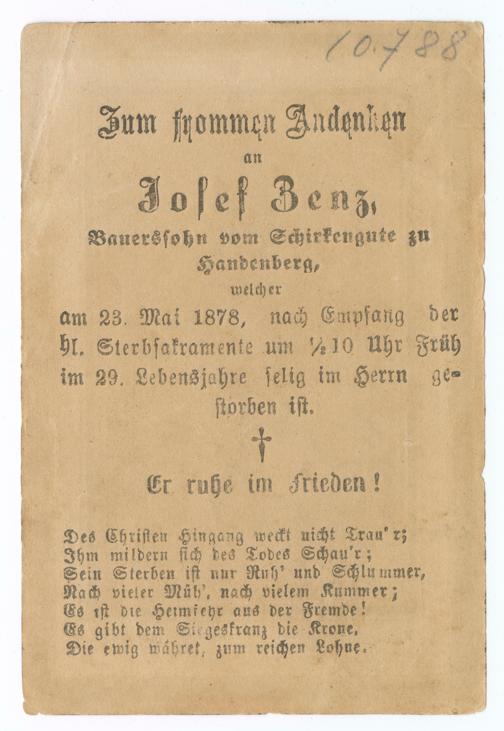 10.788
Zum frommen Andenken
an
Josef Benz,
Bauerssohn vom Schirkengute zu
Handenberg,
welcher
am 23. Mai 1878, nach Empfang der
hl. Sterbsakramente um ½10 Uhr Früh
im 29. Lebensjahre selig im Herrn ge-
storben ist.
†
Er ruhe im Frieden!
Des Christen Hingang weckt nicht Trau'r;
Ihm mildern sich des Todes Schau'r;
Sein Sterben ist nur Ruh' und Schlummer,
Nach vieler Müh', nach vielem Kummer;
Es ist die Heimkehr aus der Fremde!
Es gibt dem Siegeskranz die Krone,
Die ewig währet, zum reichen Lohne.